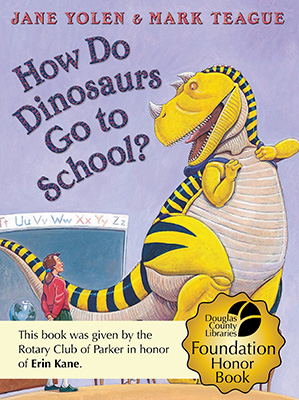 JANE YOLEN & MARK TEAGUE
How Do
Dinosaurs
Go to
School?
Tt Uu Vv Ww Xx Yy Zz
This book was given by the
Rotary Club of Parker in honor
of Erin Kane.
Douglas
County
Libraries
Foundation
Honor
Book